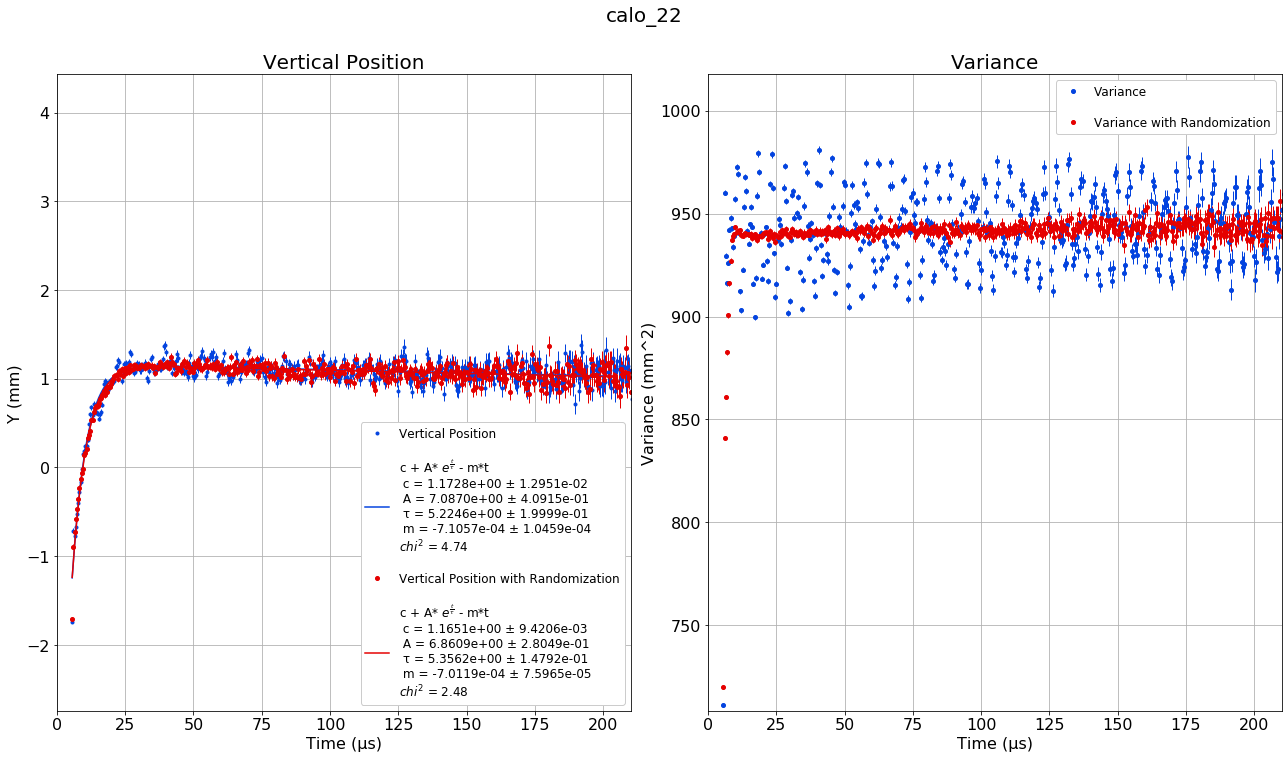 calo_22
Vertical Position
Y (mm)
4
3
2
1
0
−1
−2
0 25 50 75 100 125 150 175 200
Time (µs)
Vertical Position
c + A* e^{t/τ} - m*t
c = 1.1728e+00 ± 1.2951e-02
A = 7.0870e+00 ± 4.0915e-01
τ = 5.2246e+00 ± 1.9999e-01
m = -7.1057e-04 ± 1.0459e-04
chi² = 4.74
Vertical Position with Randomization
c + A* e^{t/τ} - m*t
c = 1.1651e+00 ± 9.4206e-03
A = 6.8609e+00 ± 2.8049e-01
τ = 5.3562e+00 ± 1.4792e-01
m = -7.0119e-04 ± 7.5965e-05
chi² = 2.48
Variance
Variance (mm^2)
1000
950
900
850
800
750
0 25 50 75 100 125 150 175 200
Time (µs)
Variance
Variance with Randomization